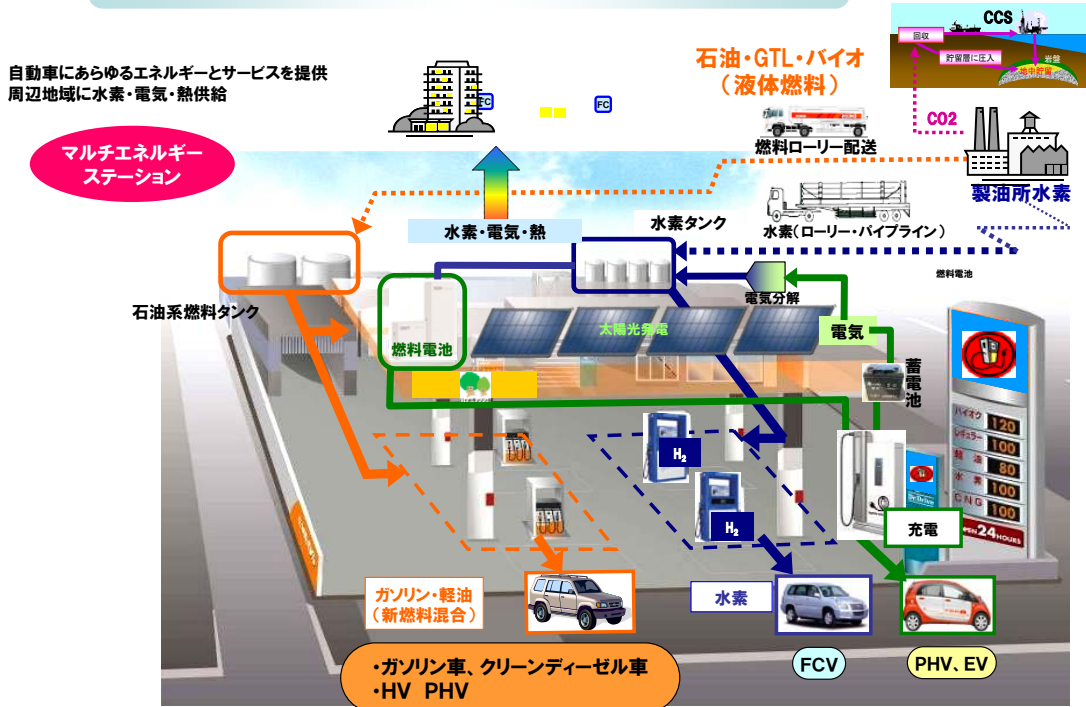 CCS
回収
貯留層に圧入
岩盤
地中貯留
自動車にあらゆるエネルギーとサービスを提供
周辺地域に水素・電気・熱供給
石油・GTL・バイオ
(液体燃料)
FC
FC
CO2
マルチエネルギー
ステーション
燃料ローリー配送
製油所水素
水素・電気・熱
水素タンク
水素(ローリー・パイプライン)
燃料電池
電気分解
石油系燃料タンク
燃料電池
太陽光発電
電気
蓄電池
ハイオク 120
レギュラー 100
軽油 80
水素 100
CNG 100
OPEN 24 HOURS
H₂
H₂
Dr.Drive
充電
ガソリン・軽油
(新燃料混合)
水素
・ガソリン車、クリーンディーゼル車
・HV PHV
FCV
PHV、EV